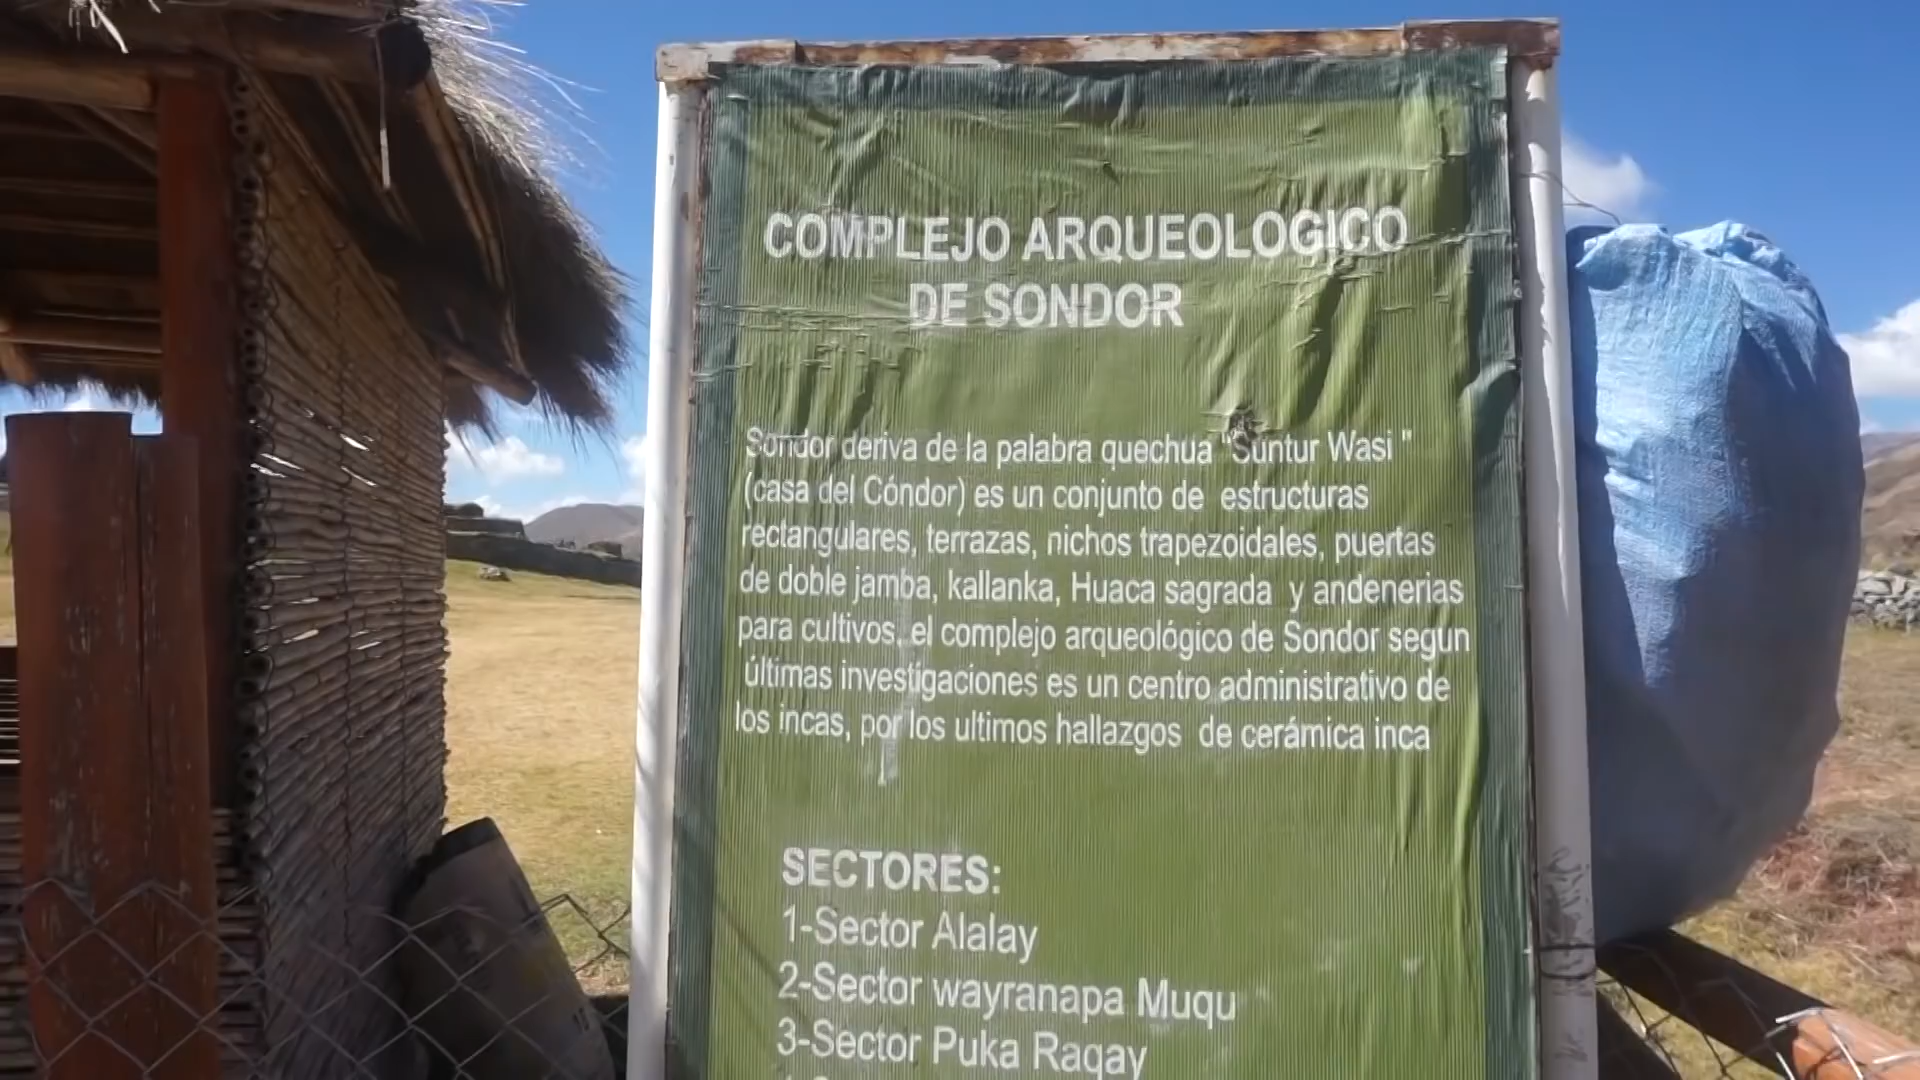 COMPLEJO ARQUEOLOGICO
DE SONDOR
Sondor deriva de la palabra quechua "Suntur Wasi "
(casa del Cóndor) es un conjunto de estructuras
rectangulares, terrazas, nichos trapezoidales, puertas
de doble jamba, kallanka, Huaca sagrada y andenerias
para cultivos, el complejo arqueológico de Sondor segun
últimas investigaciones es un centro administrativo de
los incas, por los ultimos hallazgos de cerámica inca
SECTORES:
1-Sector Alalay
2-Sector wayranapa Muqu
3-Sector Puka Raqay